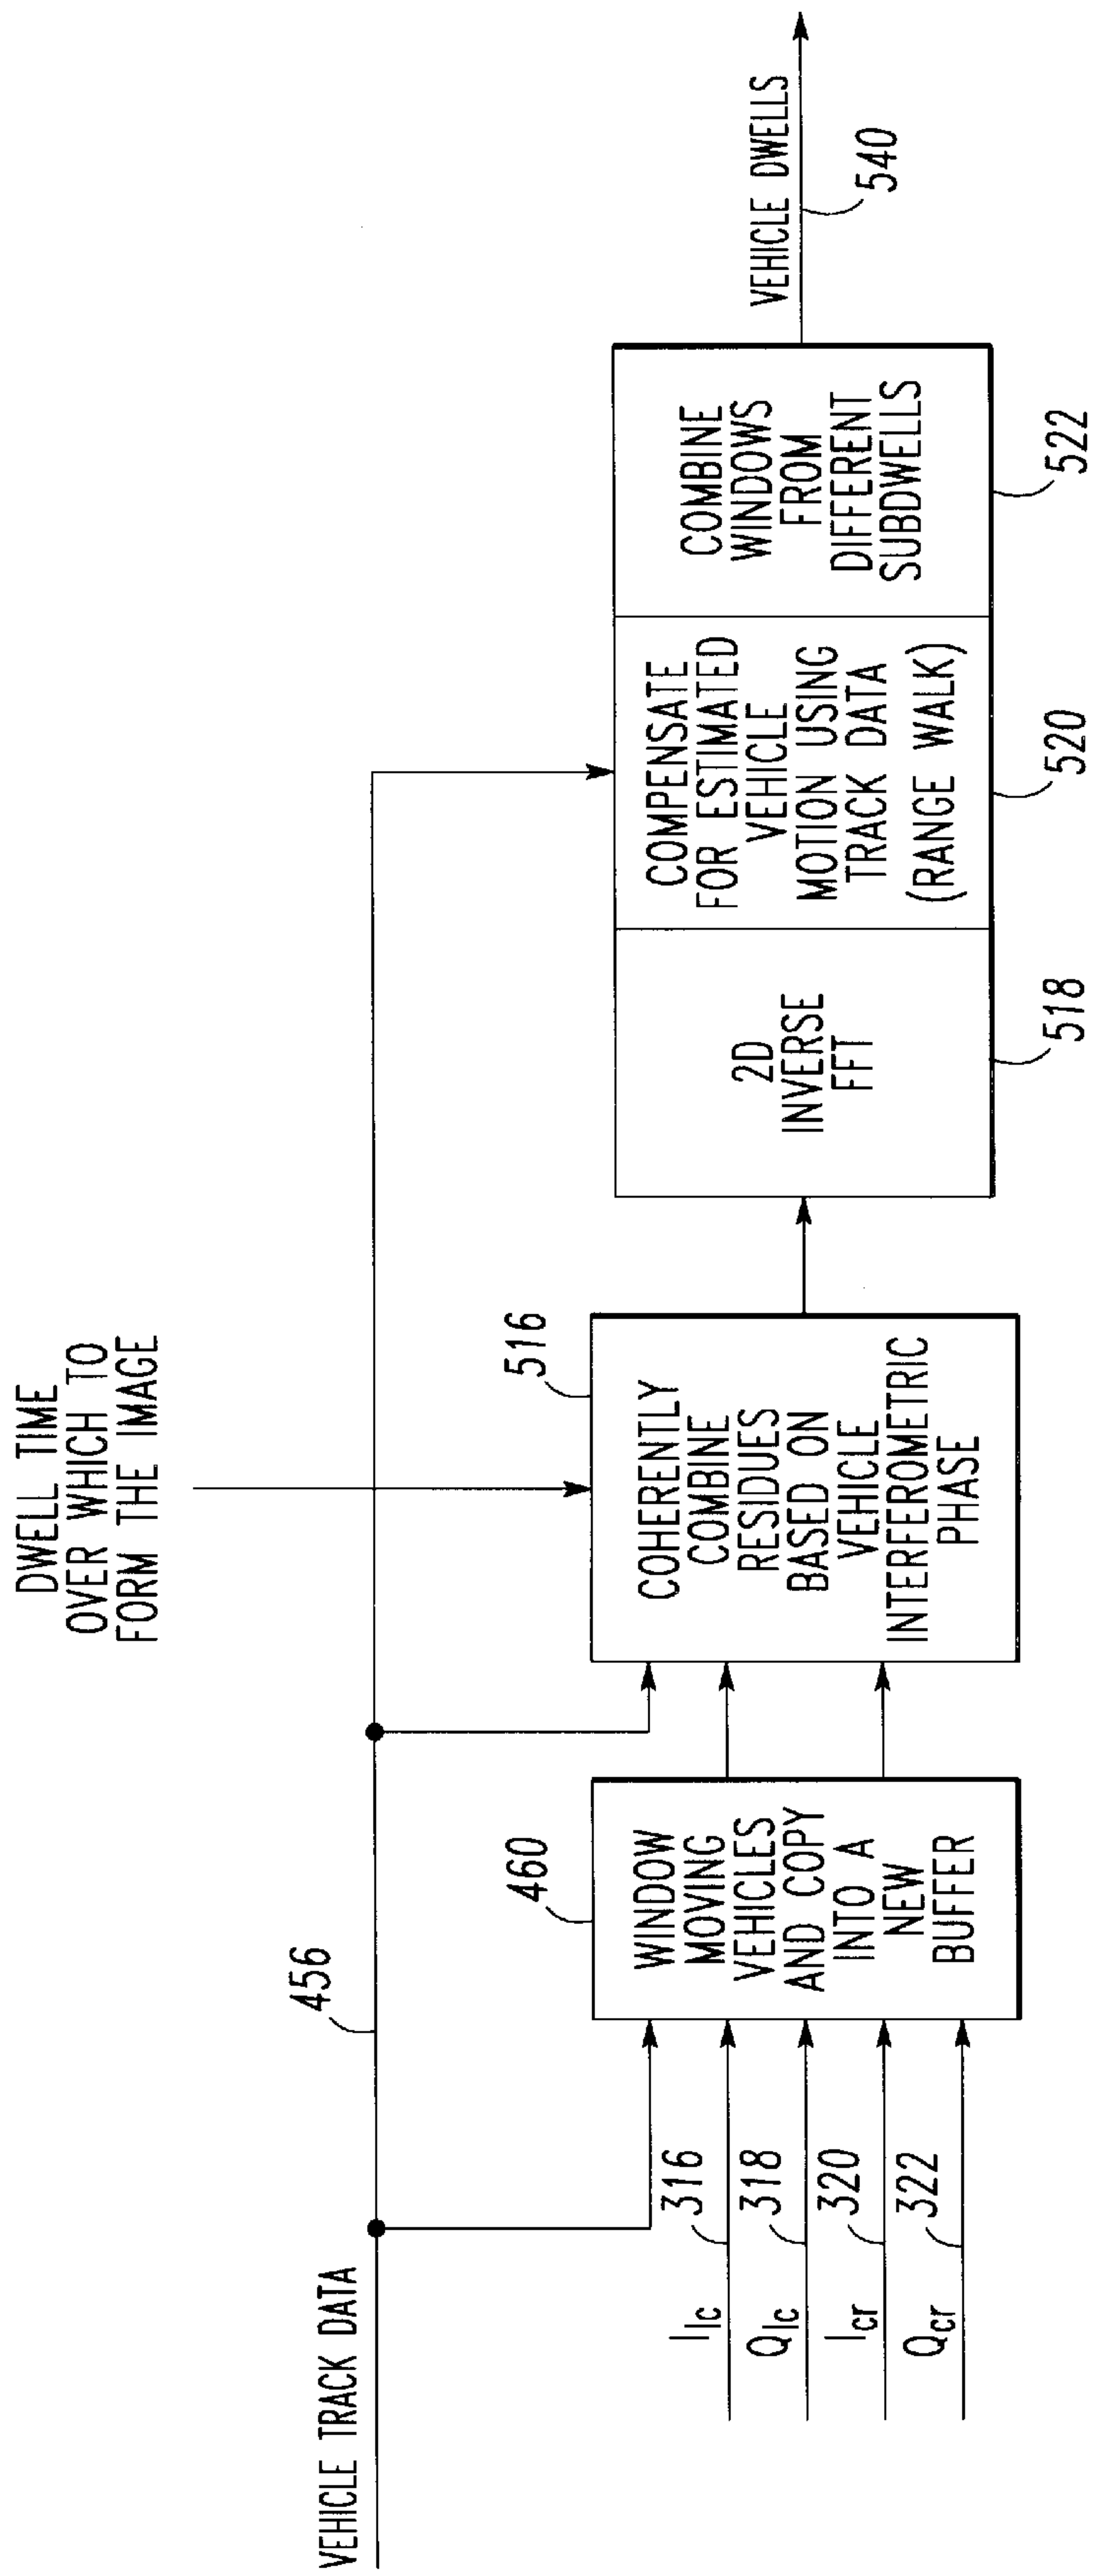 DWELL TIME
OVER WHICH TO
FORM THE IMAGE
VEHICLE TRACK DATA
456
I_lc
316
Q_lc
318
I_cr
320
Q_cr
322
460
WINDOW
MOVING
VEHICLES
AND COPY
INTO A
NEW
BUFFER
516
COHERENTLY
COMBINE
RESIDUES
BASED ON
VEHICLE
INTERFEROMETRIC
PHASE
2D
INVERSE
FFT
518
COMPENSATE
FOR ESTIMATED
VEHICLE
MOTION USING
TRACK DATA
(RANGE WALK)
520
COMBINE
WINDOWS
FROM
DIFFERENT
SUBDWELLS
522
VEHICLE DWELLS
540